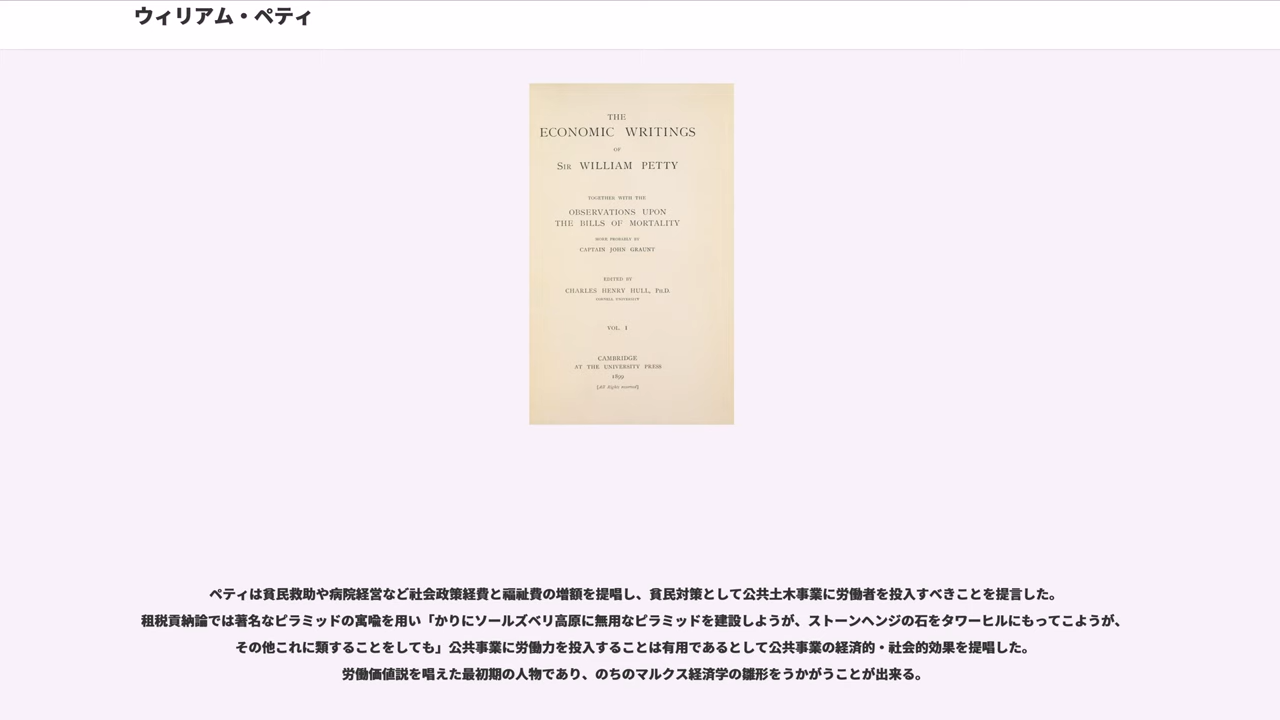 ウィリアム・ペティ
THE
ECONOMIC WRITINGS
OF
SIR WILLIAM PETTY
TOGETHER WITH THE
OBSERVATIONS UPON
THE BILLS OF MORTALITY
MORE PROBABLY BY
CAPTAIN JOHN GRAUNT
EDITED BY
CHARLES HENRY HULL, PH.D.
CORNELL UNIVERSITY
VOL. I
CAMBRIDGE
AT THE UNIVERSITY PRESS
1899
[All rights reserved]
ペティは貧民救助や病院経営など社会政策経費と福祉費の増額を提唱し、貧民対策として公共土木事業に労働者を投入すべきことを提言した。
租税貢納論では著名なピラミッドの寓喩を用い「かりにソールズベリ高原に無用なピラミッドを建設しようが、ストーンヘンジの石をタワーヒルにもってこようが、
その他これに類することをしても」公共事業に労働力を投入することは有用であるとして公共事業の経済的・社会的効果を提唱した。
労働価値説を唱えた最初期の人物であり、のちのマルクス経済学の雛形をうかがうことが出来る。